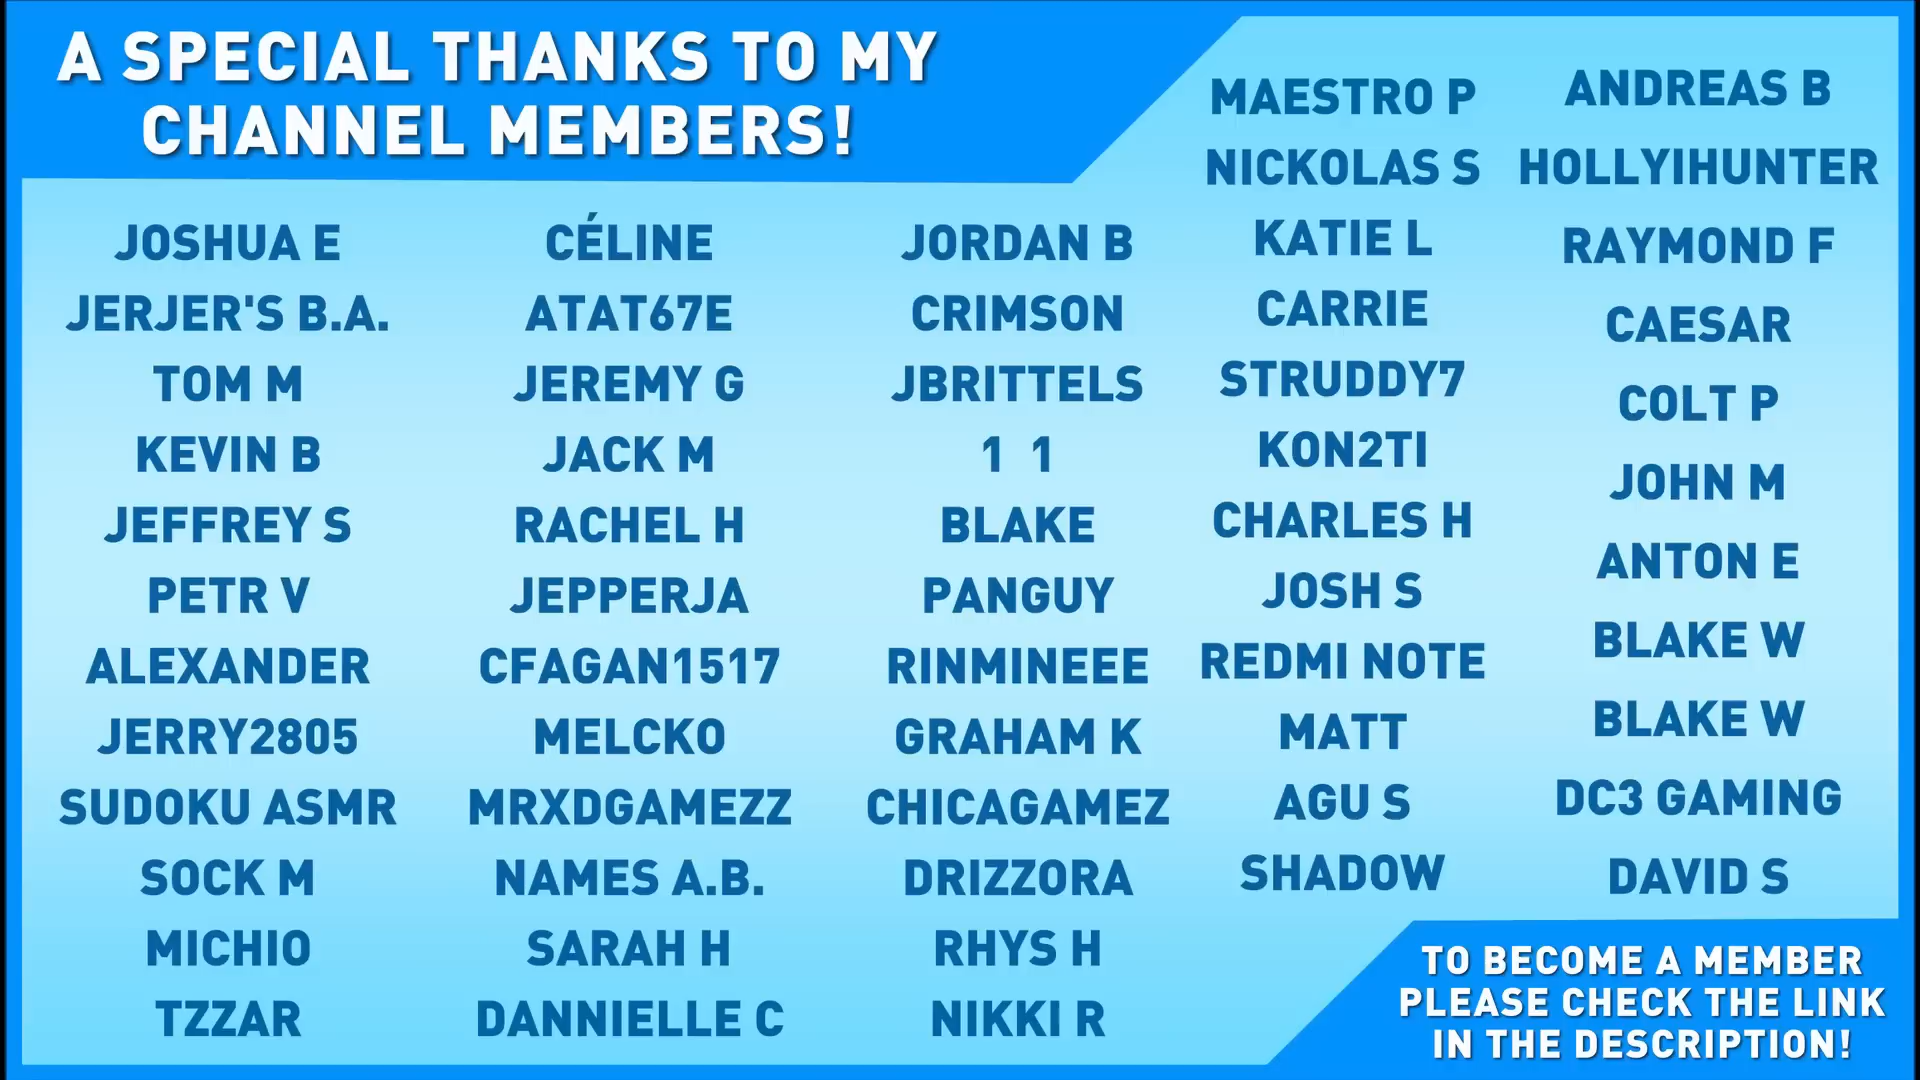 A SPECIAL THANKS TO MY
CHANNEL MEMBERS!
JOSHUA E
JERJER'S B.A.
TOM M
KEVIN B
JEFFREY S
PETR V
ALEXANDER
JERRY2805
SUDOKU ASMR
SOCK M
MICHIO
TZZAR
CÉLINE
ATAT67E
JEREMY G
JACK M
RACHEL H
JEPPERJA
CFAGAN1517
MELCKO
MRXDGAMEZZ
NAMES A.B.
SARAH H
DANNIELLE C
JORDAN B
CRIMSON
JBRITTELS
1 1
BLAKE
PANGUY
RINMINEEE
GRAHAM K
CHICAGAMEZ
DRIZZORA
RHYS H
NIKKI R
MAESTRO P
NICKOLAS S
KATIE L
CARRIE
STRUDDY7
KON2TI
CHARLES H
JOSH S
REDMI NOTE
MATT
AGU S
SHADOW
ANDREAS B
HOLLYIHUNTER
RAYMOND F
CAESAR
COLT P
JOHN M
ANTON E
BLAKE W
BLAKE W
DC3 GAMING
DAVID S
TO BECOME A MEMBER
PLEASE CHECK THE LINK
IN THE DESCRIPTION!